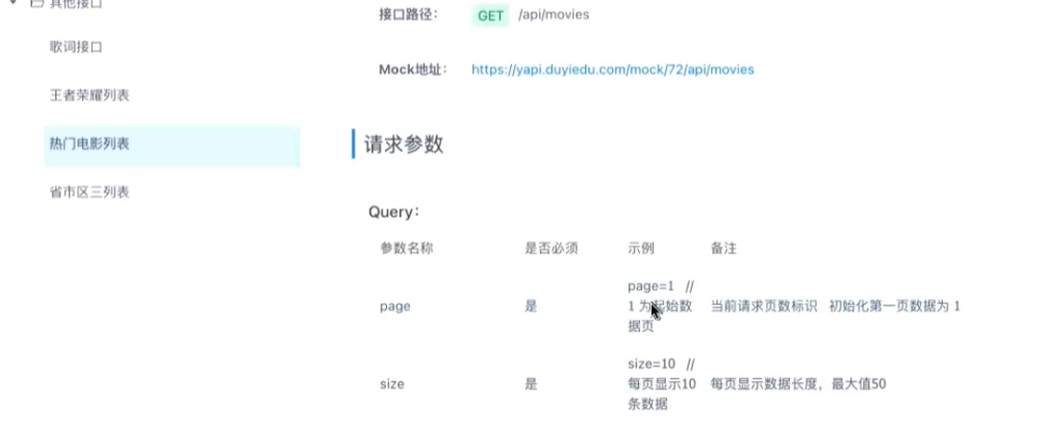 其他接口
歌词接口
王者荣耀列表
热门电影列表
省市区三列表
接口路径： GET /api/movies
Mock地址： https://yapi.duyiedu.com/mock/72/api/movies
请求参数
Query：
参数名称 是否必须 示例 备注
page=1 //
page 是 1 为起始数 当前请求页数标识 初始化第一页数据为 1
据页
size=10 //
size 是 每页显示10 每页显示数据长度，最大值50
条数据